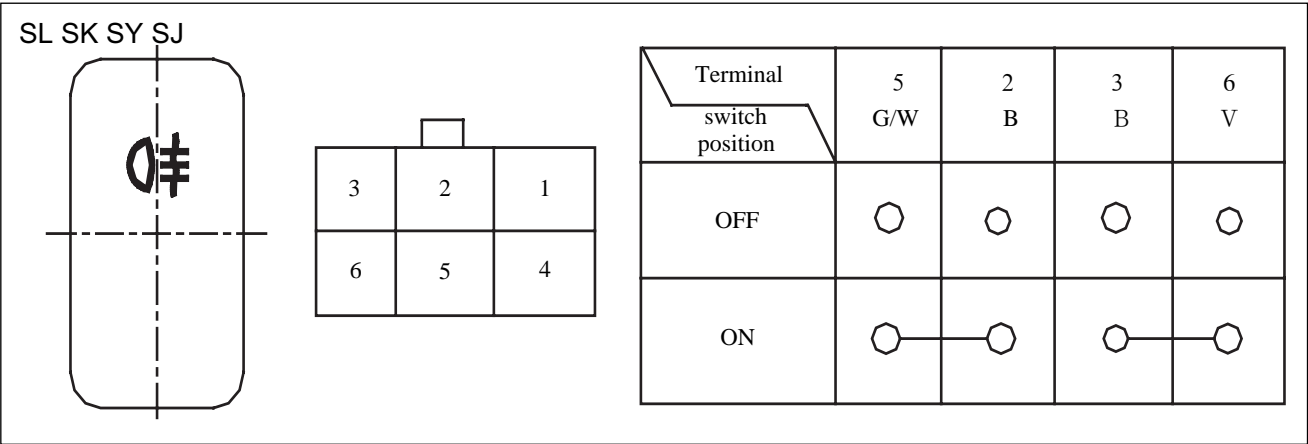 SL SK SY SJ
3 2 1
6 5 4
Terminal
switch
position
5 2 3 6
G/W B B V
OFF
ON